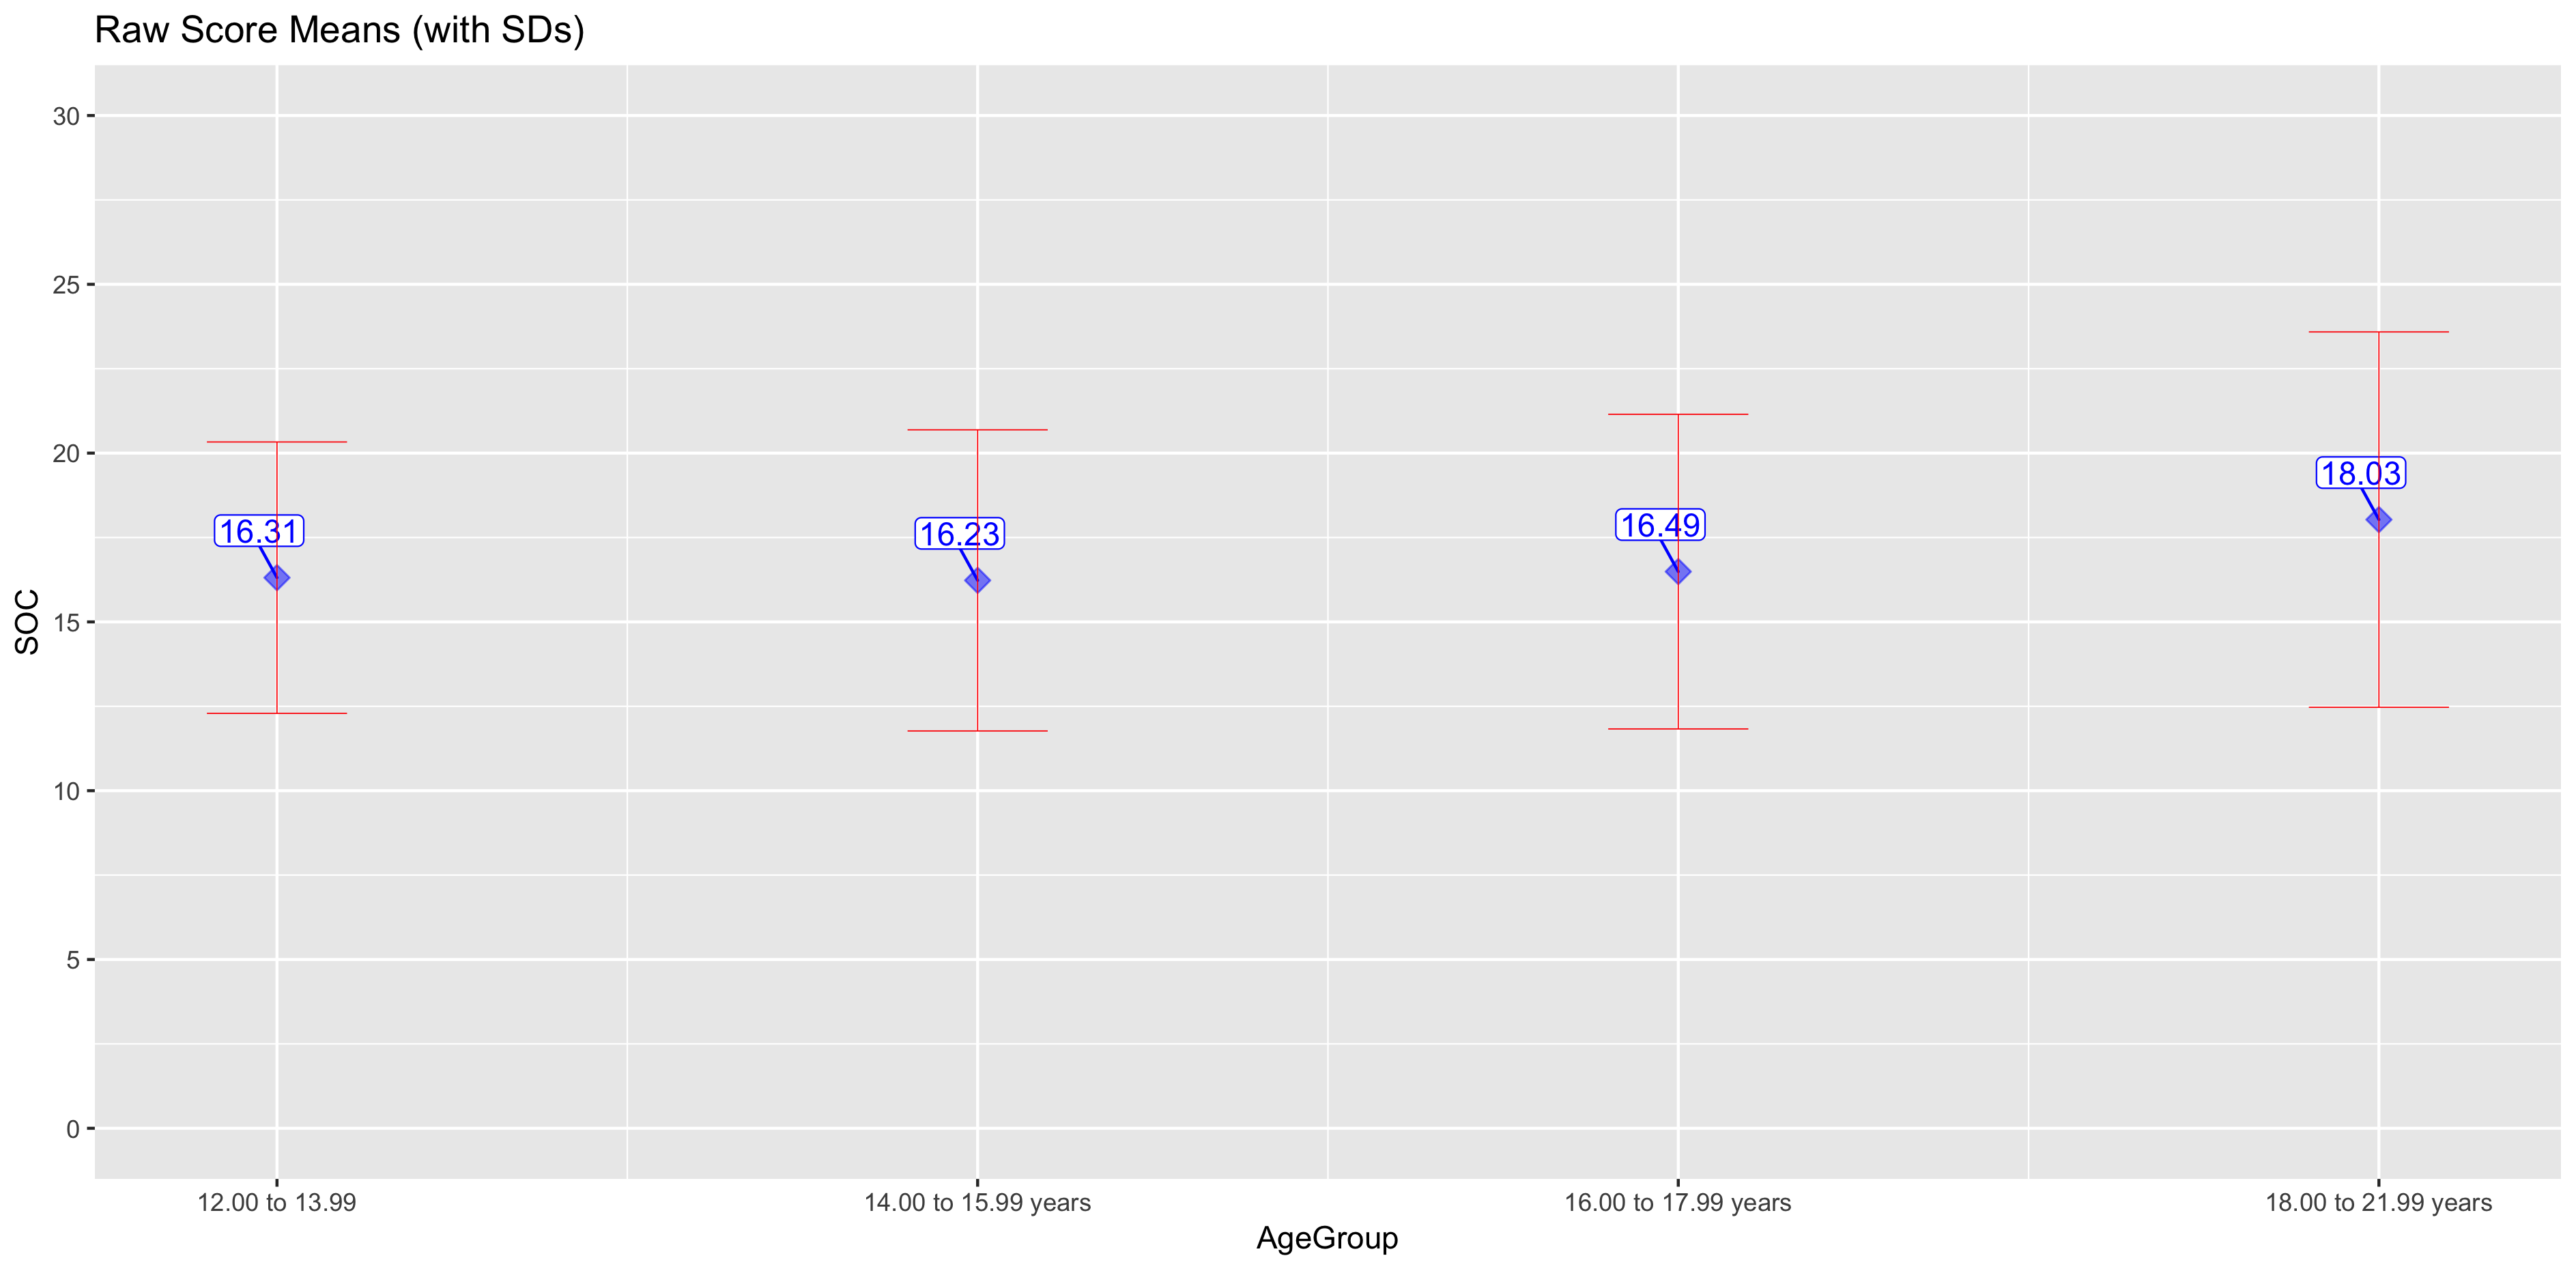 Raw Score Means (with SDs)
30
25
20
15
10
5
0
SOC
16.31
16.23
16.49
18.03
12.00 to 13.99
14.00 to 15.99 years
16.00 to 17.99 years
18.00 to 21.99 years
AgeGroup